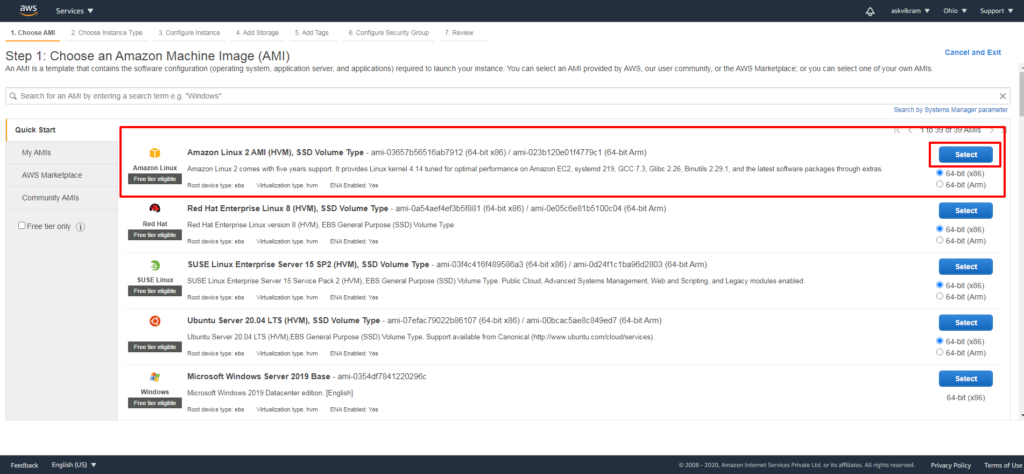 aws Services askvikram Ohio Support
1. Choose AMI 2. Choose Instance Type 3. Configure Instance 4. Add Storage 5. Add Tags 6. Configure Security Group 7. Review
Step 1: Choose an Amazon Machine Image (AMI)
Cancel and Exit
An AMI is a template that contains the software configuration (operating system, application server, and applications) required to launch your instance. You can select an AMI provided by AWS, our user community, or the AWS Marketplace; or you can select one of your own AMIs.
Search for an AMI by entering a search term e.g. "Windows"
Search by Systems Manager parameter
Quick Start
My AMIs
AWS Marketplace
Community AMIs
Free tier only
1 to 39 of 39 AMIs
Amazon Linux
Free tier eligible
Amazon Linux 2 AMI (HVM), SSD Volume Type - ami-03657b56516ab7912 (64-bit x86) / ami-023b120e01f4779c1 (64-bit Arm)
Amazon Linux 2 comes with five years support. It provides Linux kernel 4.14 tuned for optimal performance on Amazon EC2, systemd 219, GCC 7.3, Glibc 2.26, Binutils 2.29.1, and the latest software packages through extras.
Root device type: ebs Virtualization type: hvm ENA Enabled: Yes
Select
64-bit (x86)
64-bit (Arm)
Red Hat
Free tier eligible
Red Hat Enterprise Linux 8 (HVM), SSD Volume Type - ami-0a54aef4ef3b5f881 (64-bit x86) / ami-0e05c6e81b5100c04 (64-bit Arm)
Red Hat Enterprise Linux version 8 (HVM), EBS General Purpose (SSD) Volume Type
Root device type: ebs Virtualization type: hvm ENA Enabled: Yes
Select
64-bit (x86)
64-bit (Arm)
SUSE Linux
Free tier eligible
SUSE Linux Enterprise Server 15 SP2 (HVM), SSD Volume Type - ami-03f4c416f489586a3 (64-bit x86) / ami-0d24f1c1ba96d2803 (64-bit Arm)
SUSE Linux Enterprise Server 15 Service Pack 2 (HVM), EBS General Purpose (SSD) Volume Type. Public Cloud, Advanced Systems Management, Web and Scripting, and Legacy modules enabled.
Root device type: ebs Virtualization type: hvm ENA Enabled: Yes
Select
64-bit (x86)
64-bit (Arm)
Free tier eligible
Ubuntu Server 20.04 LTS (HVM), SSD Volume Type - ami-07efac79022b86107 (64-bit x86) / ami-00bcac5ae8c849ed7 (64-bit Arm)
Ubuntu Server 20.04 LTS (HVM),EBS General Purpose (SSD) Volume Type. Support available from Canonical (http://www.ubuntu.com/cloud/services).
Root device type: ebs Virtualization type: hvm ENA Enabled: Yes
Select
64-bit (x86)
64-bit (Arm)
Windows
Free tier eligible
Microsoft Windows Server 2019 Base - ami-0354df7841220296c
Microsoft Windows 2019 Datacenter edition. [English]
Root device type: ebs Virtualization type: hvm ENA Enabled: Yes
Select
64-bit (x86)
Feedback English (US) © 2008 - 2020, Amazon Internet Services Private Ltd. or its affiliates. All rights reserved. Privacy Policy Terms of Use